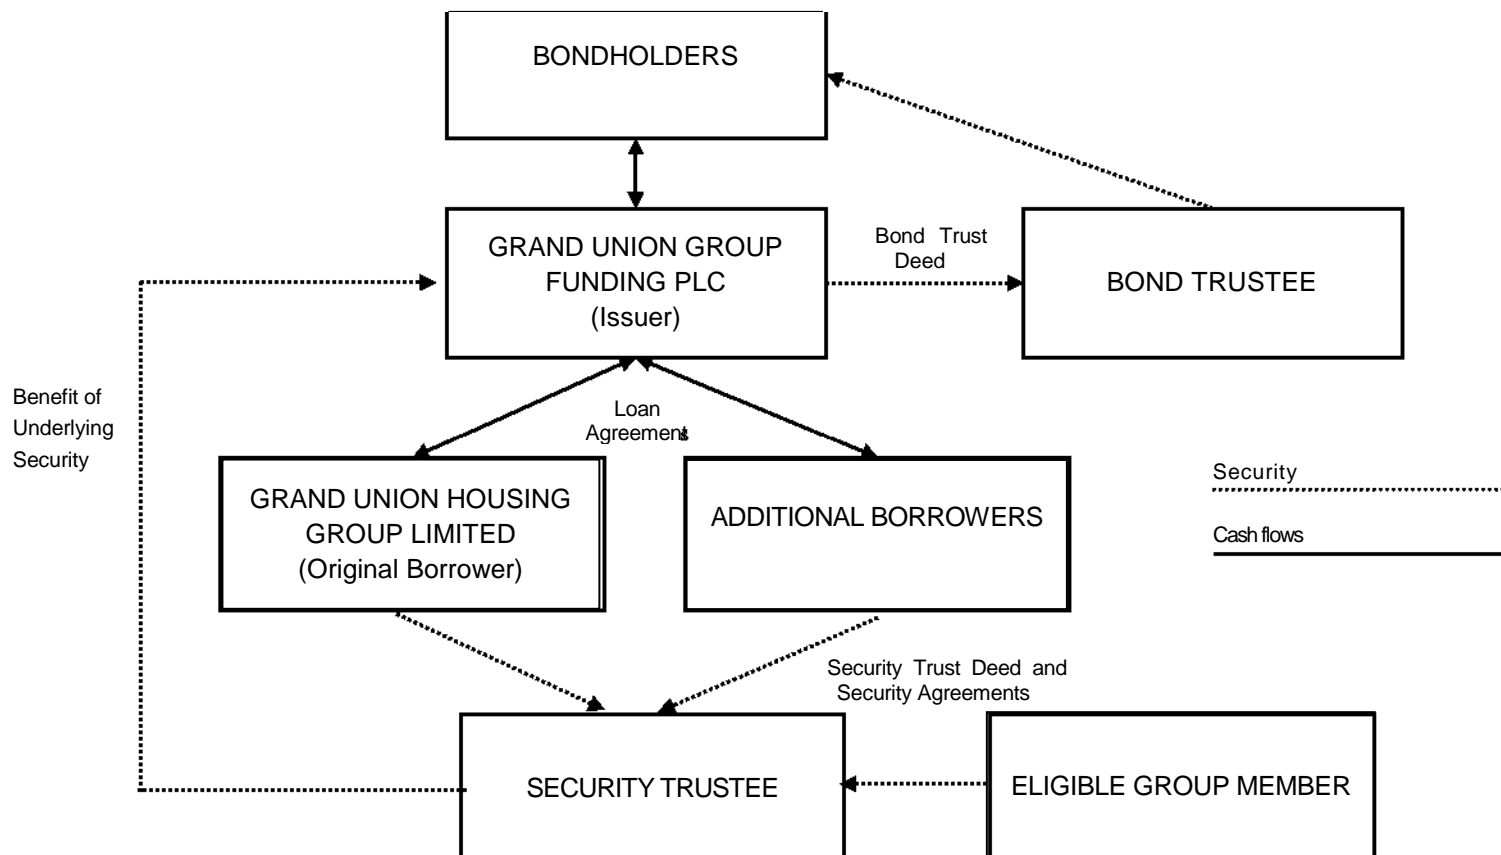 BONDHOLDERS
GRAND UNION GROUP
FUNDING PLC
(Issuer)
Bond Trust
Deed
BOND TRUSTEE
Benefit of
Underlying
Security
Loan
Agreements
GRAND UNION HOUSING
GROUP LIMITED
(Original Borrower)
ADDITIONAL BORROWERS
Security
Cash flows
Security Trust Deed and
Security Agreements
SECURITY TRUSTEE
ELIGIBLE GROUP MEMBER